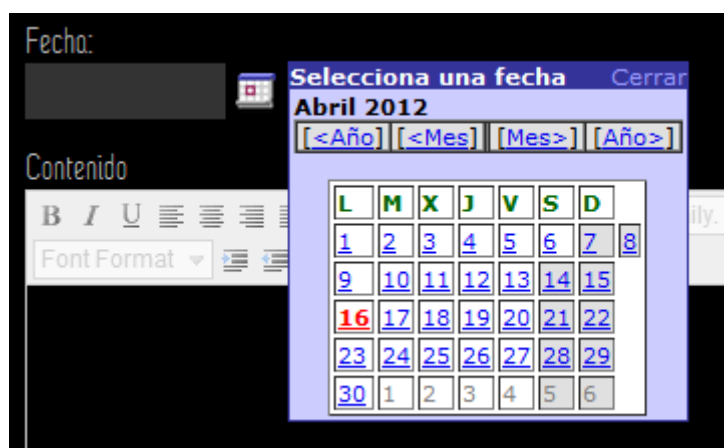 Fecha:
Selecciona una fecha Cerrar
Abril 2012
[<Año] [<Mes] [Mes>] [Año>]
Contenido
L M X J V S D
B I U ily.
1 2 3 4 5 6 7 8
Font Format
9 10 11 12 13 14 15
16 17 18 19 20 21 22
23 24 25 26 27 28 29
30 1 2 3 4 5 6